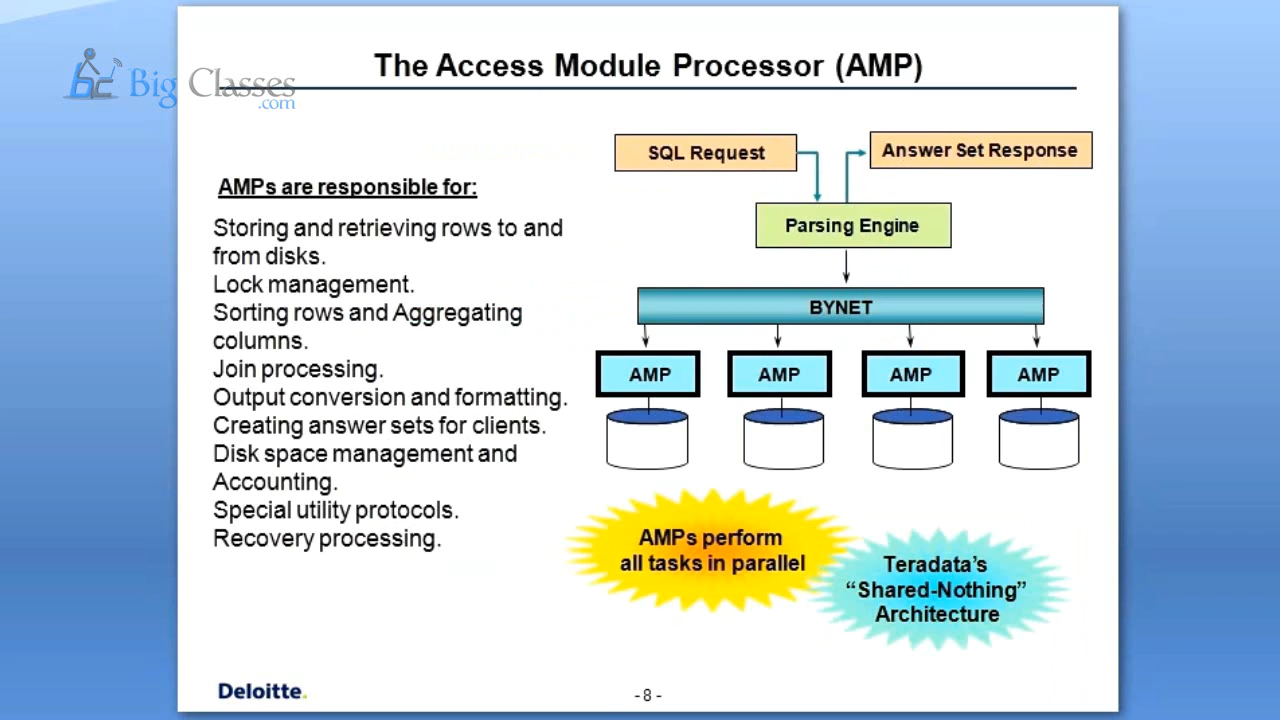 Big Classes
.com
The Access Module Processor (AMP)
AMPs are responsible for:
Storing and retrieving rows to and
from disks.
Lock management.
Sorting rows and Aggregating
columns.
Join processing.
Output conversion and formatting.
Creating answer sets for clients.
Disk space management and
Accounting.
Special utility protocols.
Recovery processing.
SQL Request
Answer Set Response
Parsing Engine
BYNET
AMP
AMP
AMP
AMP
AMPs perform
all tasks in parallel
Teradata's
“Shared-Nothing”
Architecture
Deloitte.
- 8 -